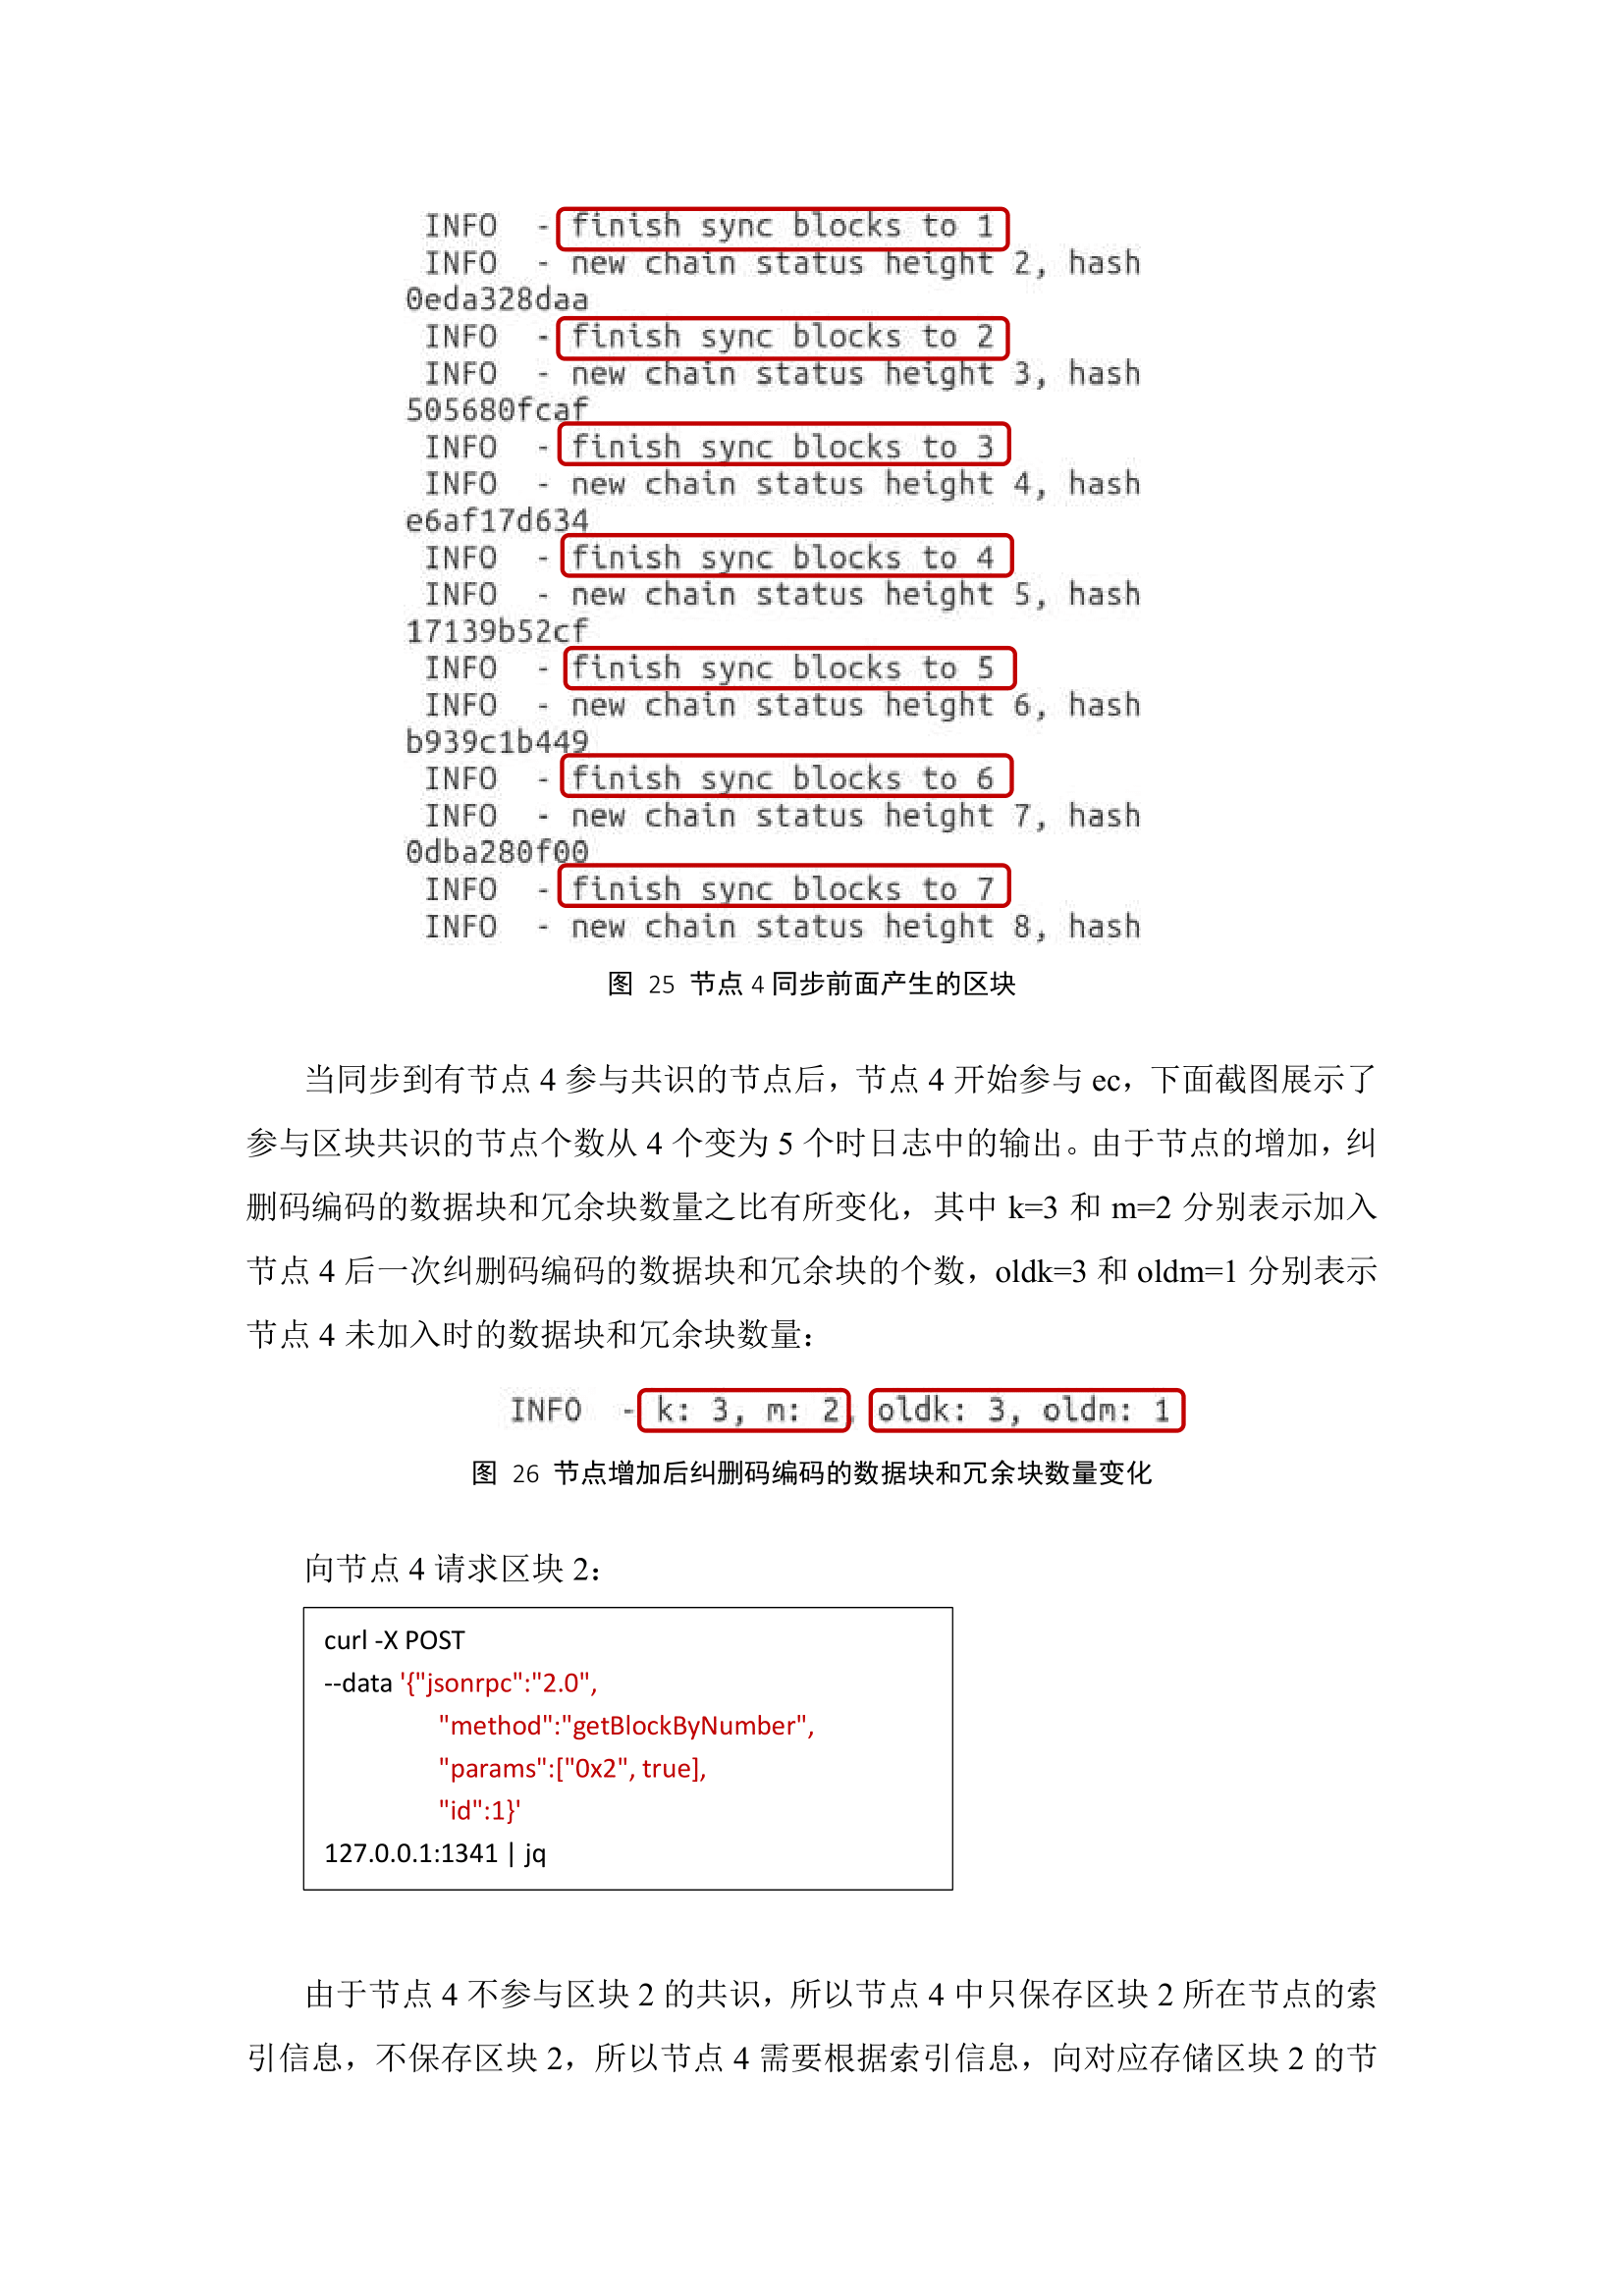 INFO - finish sync blocks to 1
INFO - new chain status height 2, hash
0eda328daa
INFO - finish sync blocks to 2
INFO - new chain status height 3, hash
505680fcaf
INFO - finish sync blocks to 3
INFO - new chain status height 4, hash
e6af17d634
INFO - finish sync blocks to 4
INFO - new chain status height 5, hash
17139b52cf
INFO - finish sync blocks to 5
INFO - new chain status height 6, hash
b939c1b449
INFO - finish sync blocks to 6
INFO - new chain status height 7, hash
0dba280f00
INFO - finish sync blocks to 7
INFO - new chain status height 8, hash
图 25 节点 4 同步前面产生的区块
当同步到有节点 4 参与共识的节点后，节点 4 开始参与 ec，下面截图展示了
参与区块共识的节点个数从 4 个变为 5 个时日志中的输出。由于节点的增加，纠
删码编码的数据块和冗余块数量之比有所变化，其中 k=3 和 m=2 分别表示加入
节点 4 后一次纠删码编码的数据块和冗余块的个数，oldk=3 和 oldm=1 分别表示
节点 4 未加入时的数据块和冗余块数量：
INFO - k: 3, m: 2, oldk: 3, oldm: 1
图 26 节点增加后纠删码编码的数据块和冗余块数量变化
向节点 4 请求区块 2：
curl -X POST
--data '{"jsonrpc":"2.0",
"method":"getBlockByNumber",
"params":["0x2", true],
"id":1}'
127.0.0.1:1341 | jq
由于节点 4 不参与区块 2 的共识，所以节点 4 中只保存区块 2 所在节点的索
引信息，不保存区块 2，所以节点 4 需要根据索引信息，向对应存储区块 2 的节